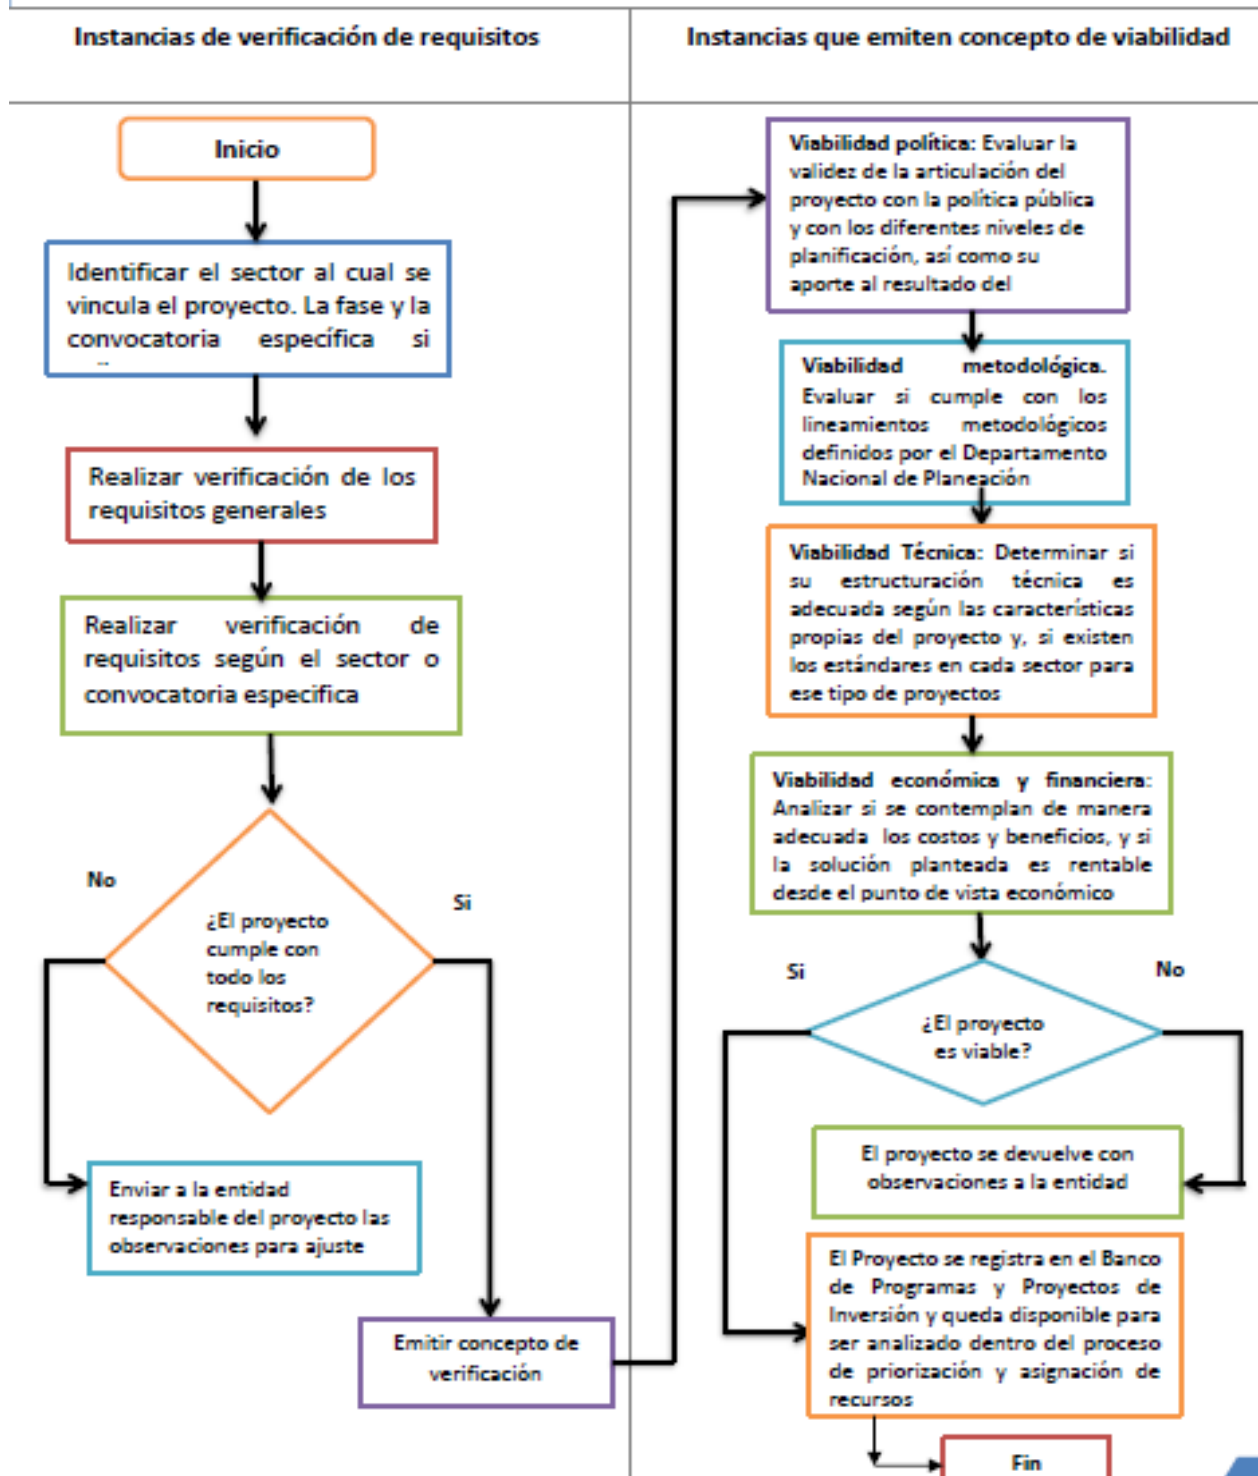 Instancias de verificación de requisitos
Inicio
Identificar el sector al cual se
vincula el proyecto. La fase y la
convocatoria específica si
Realizar verificación de los
requisitos generales
Realizar verificación de
requisitos según el sector o
convocatoria especifica
No
Si
¿El proyecto
cumple con
todo los
requisitos?
Enviar a la entidad
responsable del proyecto las
observaciones para ajuste
Emitir concepto de
verificación
Instancias que emiten concepto de viabilidad
Viabilidad política: Evaluar la
validez de la articulación del
proyecto con la política pública
y con los diferentes niveles de
planificación, así como su
aporte al resultado del
Viabilidad metodológica.
Evaluar si cumple con los
lineamientos metodológicos
definidos por el Departamento
Nacional de Planeación
Viabilidad Técnica: Determinar si
su estructuración técnica es
adecuada según las características
propias del proyecto y, si existen
los estándares en cada sector para
ese tipo de proyectos
Viabilidad económica y financiera:
Analizar si se contemplan de manera
adecuada los costos y beneficios, y si
la solución planteada es rentable
desde el punto de vista económico
Si
No
¿El proyecto
es viable?
El proyecto se devuelve con
observaciones a la entidad
El Proyecto se registra en el Banco
de Programas y Proyectos de
Inversión y queda disponible para
ser analizado dentro del proceso
de priorización y asignación de
recursos
Fin